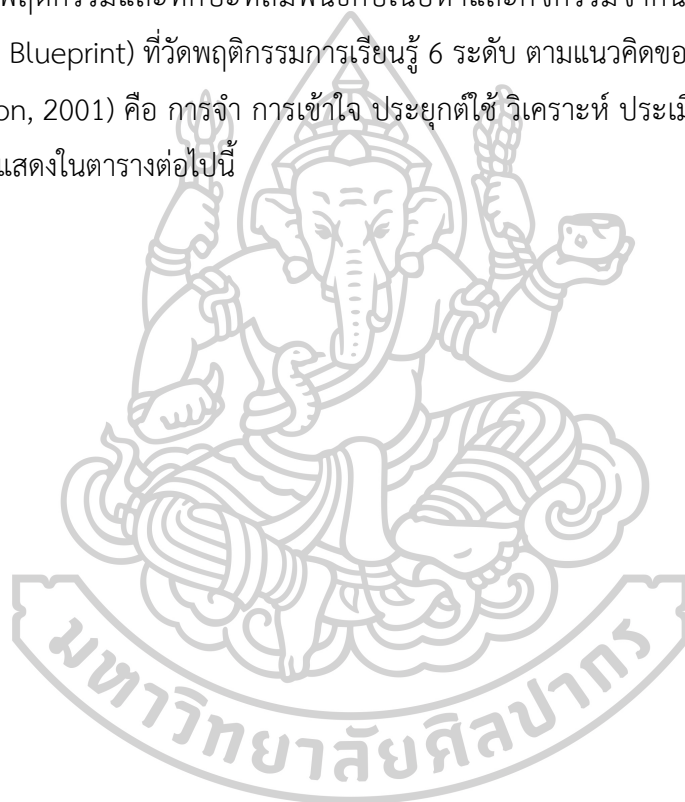 Blueprint) ที่วัดพฤติกรรมการเรียนรู้ 6 ระดับ ตามแนวคิดของ
on, 2001) คือ การจำ การเข้าใจ ประยุกต์ใช้ วิเคราะห์ ประเมิ
แสดงในตารางต่อไปนี้
มหาวิทยาลัยศิลปากร